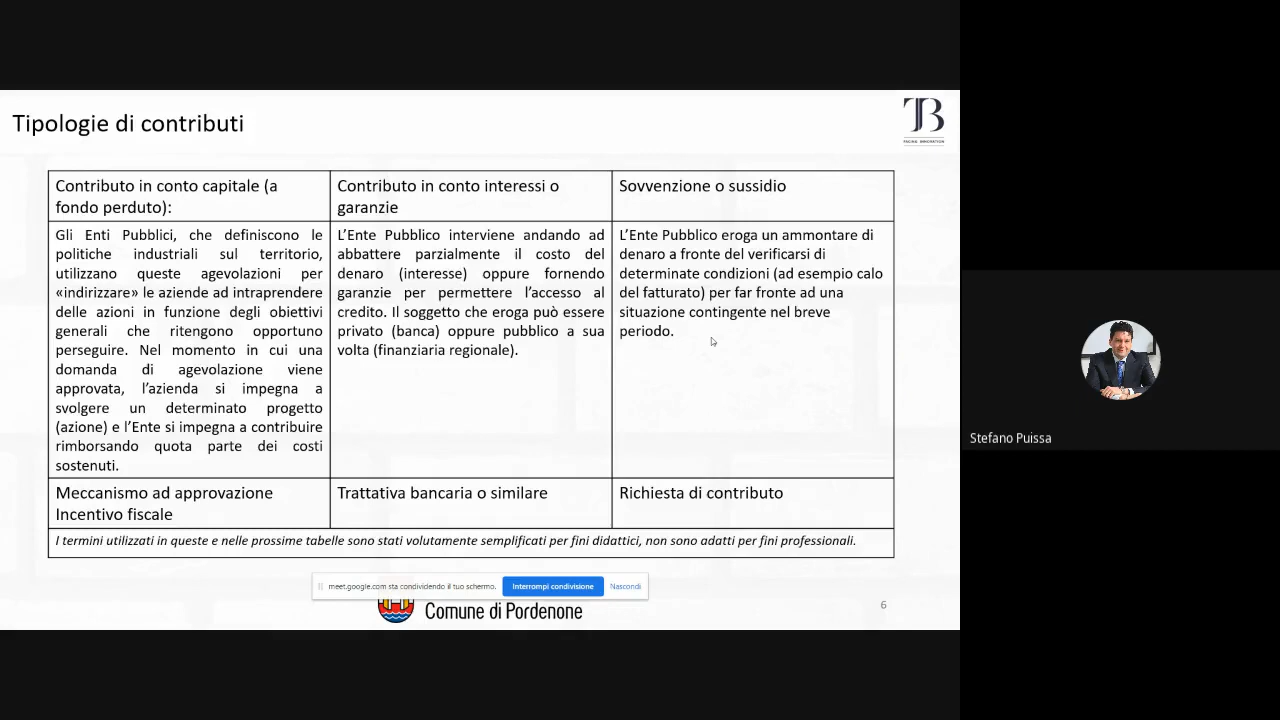 Tipologie di contributi
TB
FACING INNOVATION
Contributo in conto capitale (a
fondo perduto):
Contributo in conto interessi o
garanzie
Sovvenzione o sussidio
Gli Enti Pubblici, che definiscono le
politiche industriali sul territorio,
utilizzano queste agevolazioni per
«indirizzare» le aziende ad intraprendere
delle azioni in funzione degli obiettivi
generali che ritengono opportuno
perseguire. Nel momento in cui una
domanda di agevolazione viene
approvata, l’azienda si impegna a
svolgere un determinato progetto
(azione) e l’Ente si impegna a contribuire
rimborsando quota parte dei costi
sostenuti.
L’Ente Pubblico interviene andando ad
abbattere parzialmente il costo del
denaro (interesse) oppure fornendo
garanzie per permettere l’accesso al
credito. Il soggetto che eroga può essere
privato (banca) oppure pubblico a sua
volta (finanziaria regionale).
L’Ente Pubblico eroga un ammontare di
denaro a fronte del verificarsi di
determinate condizioni (ad esempio calo
del fatturato) per far fronte ad una
situazione contingente nel breve
periodo.
Meccanismo ad approvazione
Incentivo fiscale
Trattativa bancaria o similare
Richiesta di contributo
I termini utilizzati in queste e nelle prossime tabelle sono stati volutamente semplificati per fini didattici, non sono adatti per fini professionali.
meet.google.com sta condividendo il tuo schermo.
Interrompi condivisione
Nascondi
Comune di Pordenone
6
Stefano Puissa